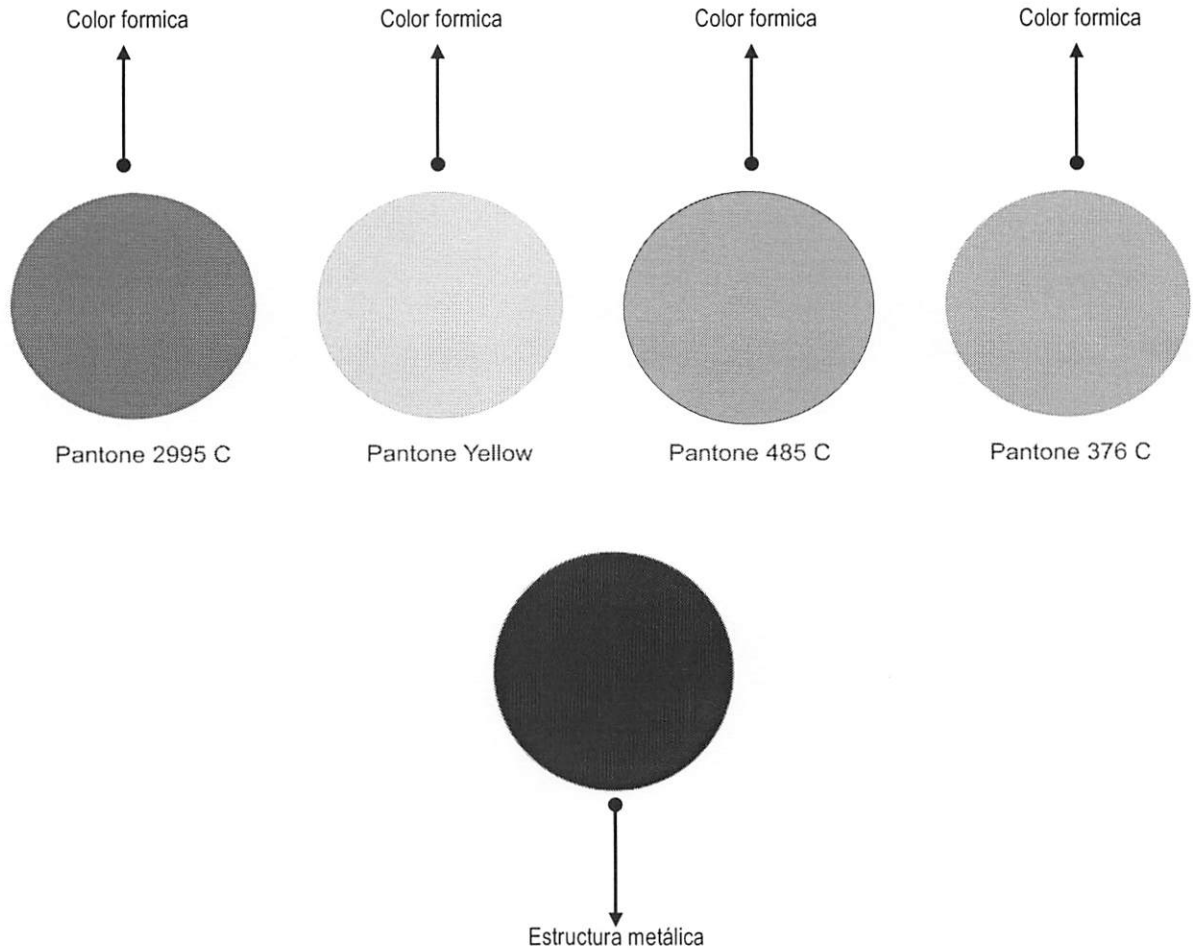 Color formica
Color formica
Color formica
Color formica
Pantone 2995 C
Pantone Yellow
Pantone 485 C
Pantone 376 C
Estructura metálica